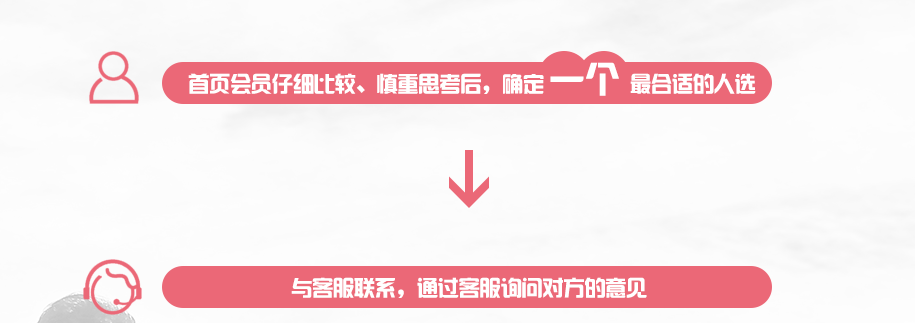 首页会员仔细比较、慎重思考后，确定一个最合适的人选
与客服联系，通过客服询问对方的意见